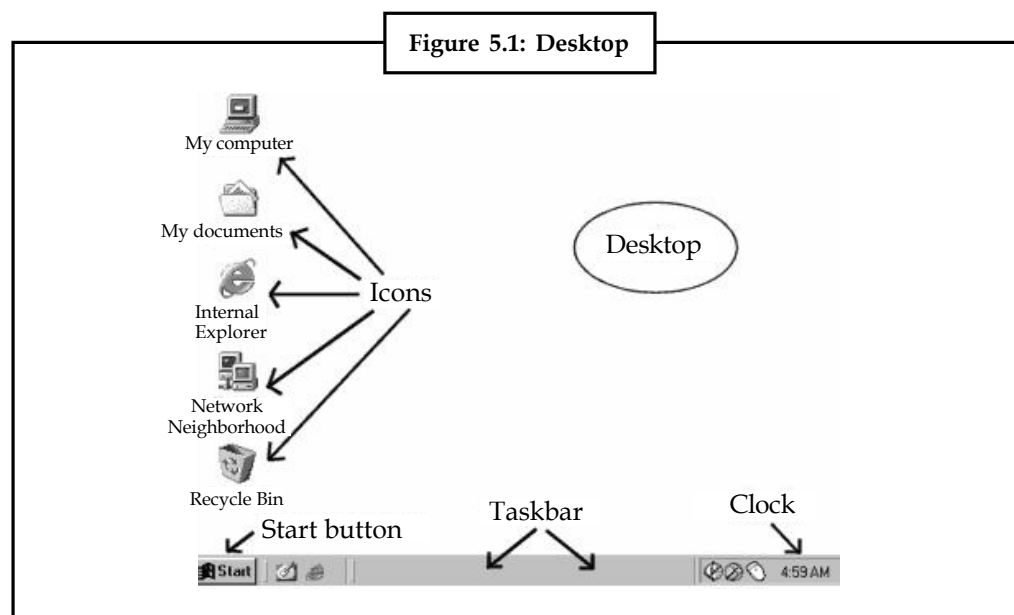 Figure 5.1: Desktop
My computer
My documents
Desktop
Icons
Internal
Explorer
Network
Neighborhood
Recycle Bin
Start button
Taskbar
Clock
Start
4:59 AM